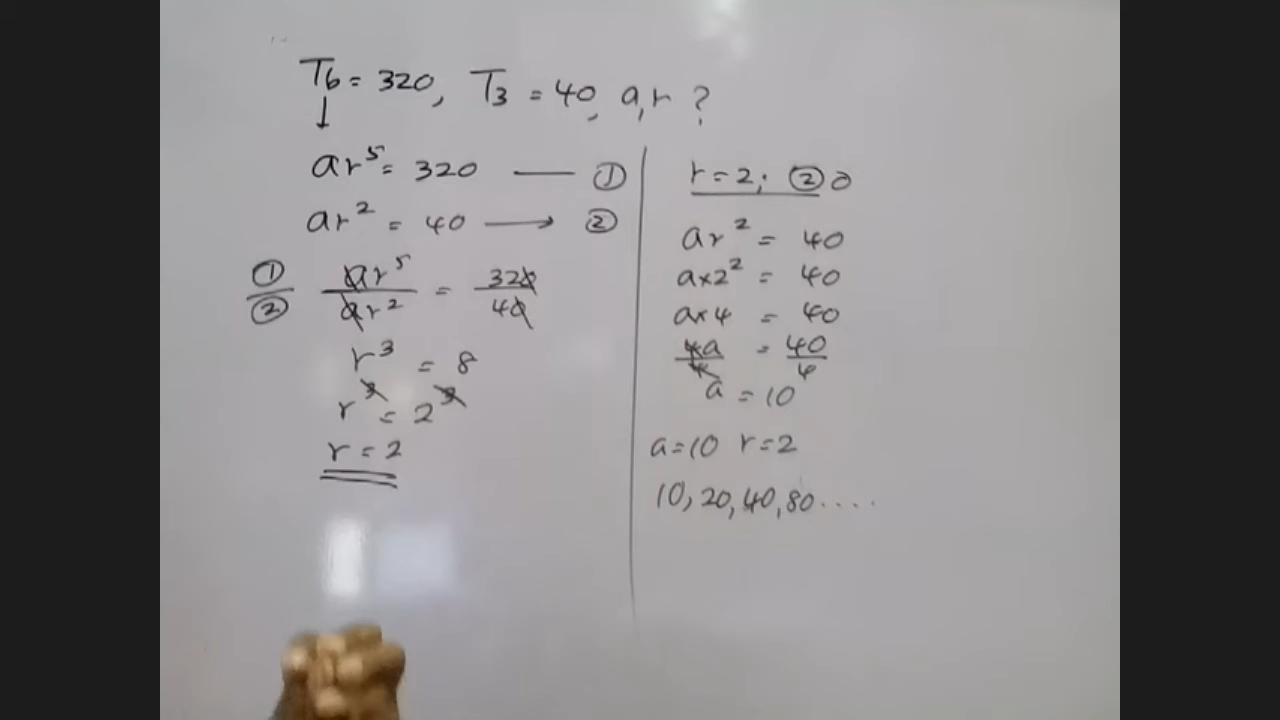 T6 = 320, T3 = 40, a, r ?
↓
ar⁵ = 320 —— ①
ar² = 40 ⟶ ②
①/② ar⁵/ar² = 320/40
r³ = 8
r³ = 2³
r = 2
r = 2; ② 0
ar² = 40
a×2² = 40
a×4 = 40
4a/4 = 40/4
a = 10
a=10 r=2
10, 20, 40, 80 ....